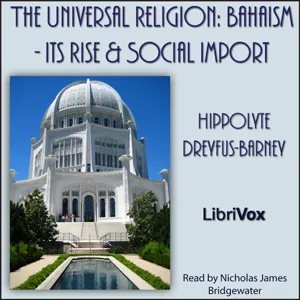 THE UNIVERSAL RELIGION: BAHAISM
- ITS RISE & SOCIAL IMPORT
HIPPOLYTE
DREYFUS-BARNEY
LibriVox
Read by Nicholas James
Bridgewater